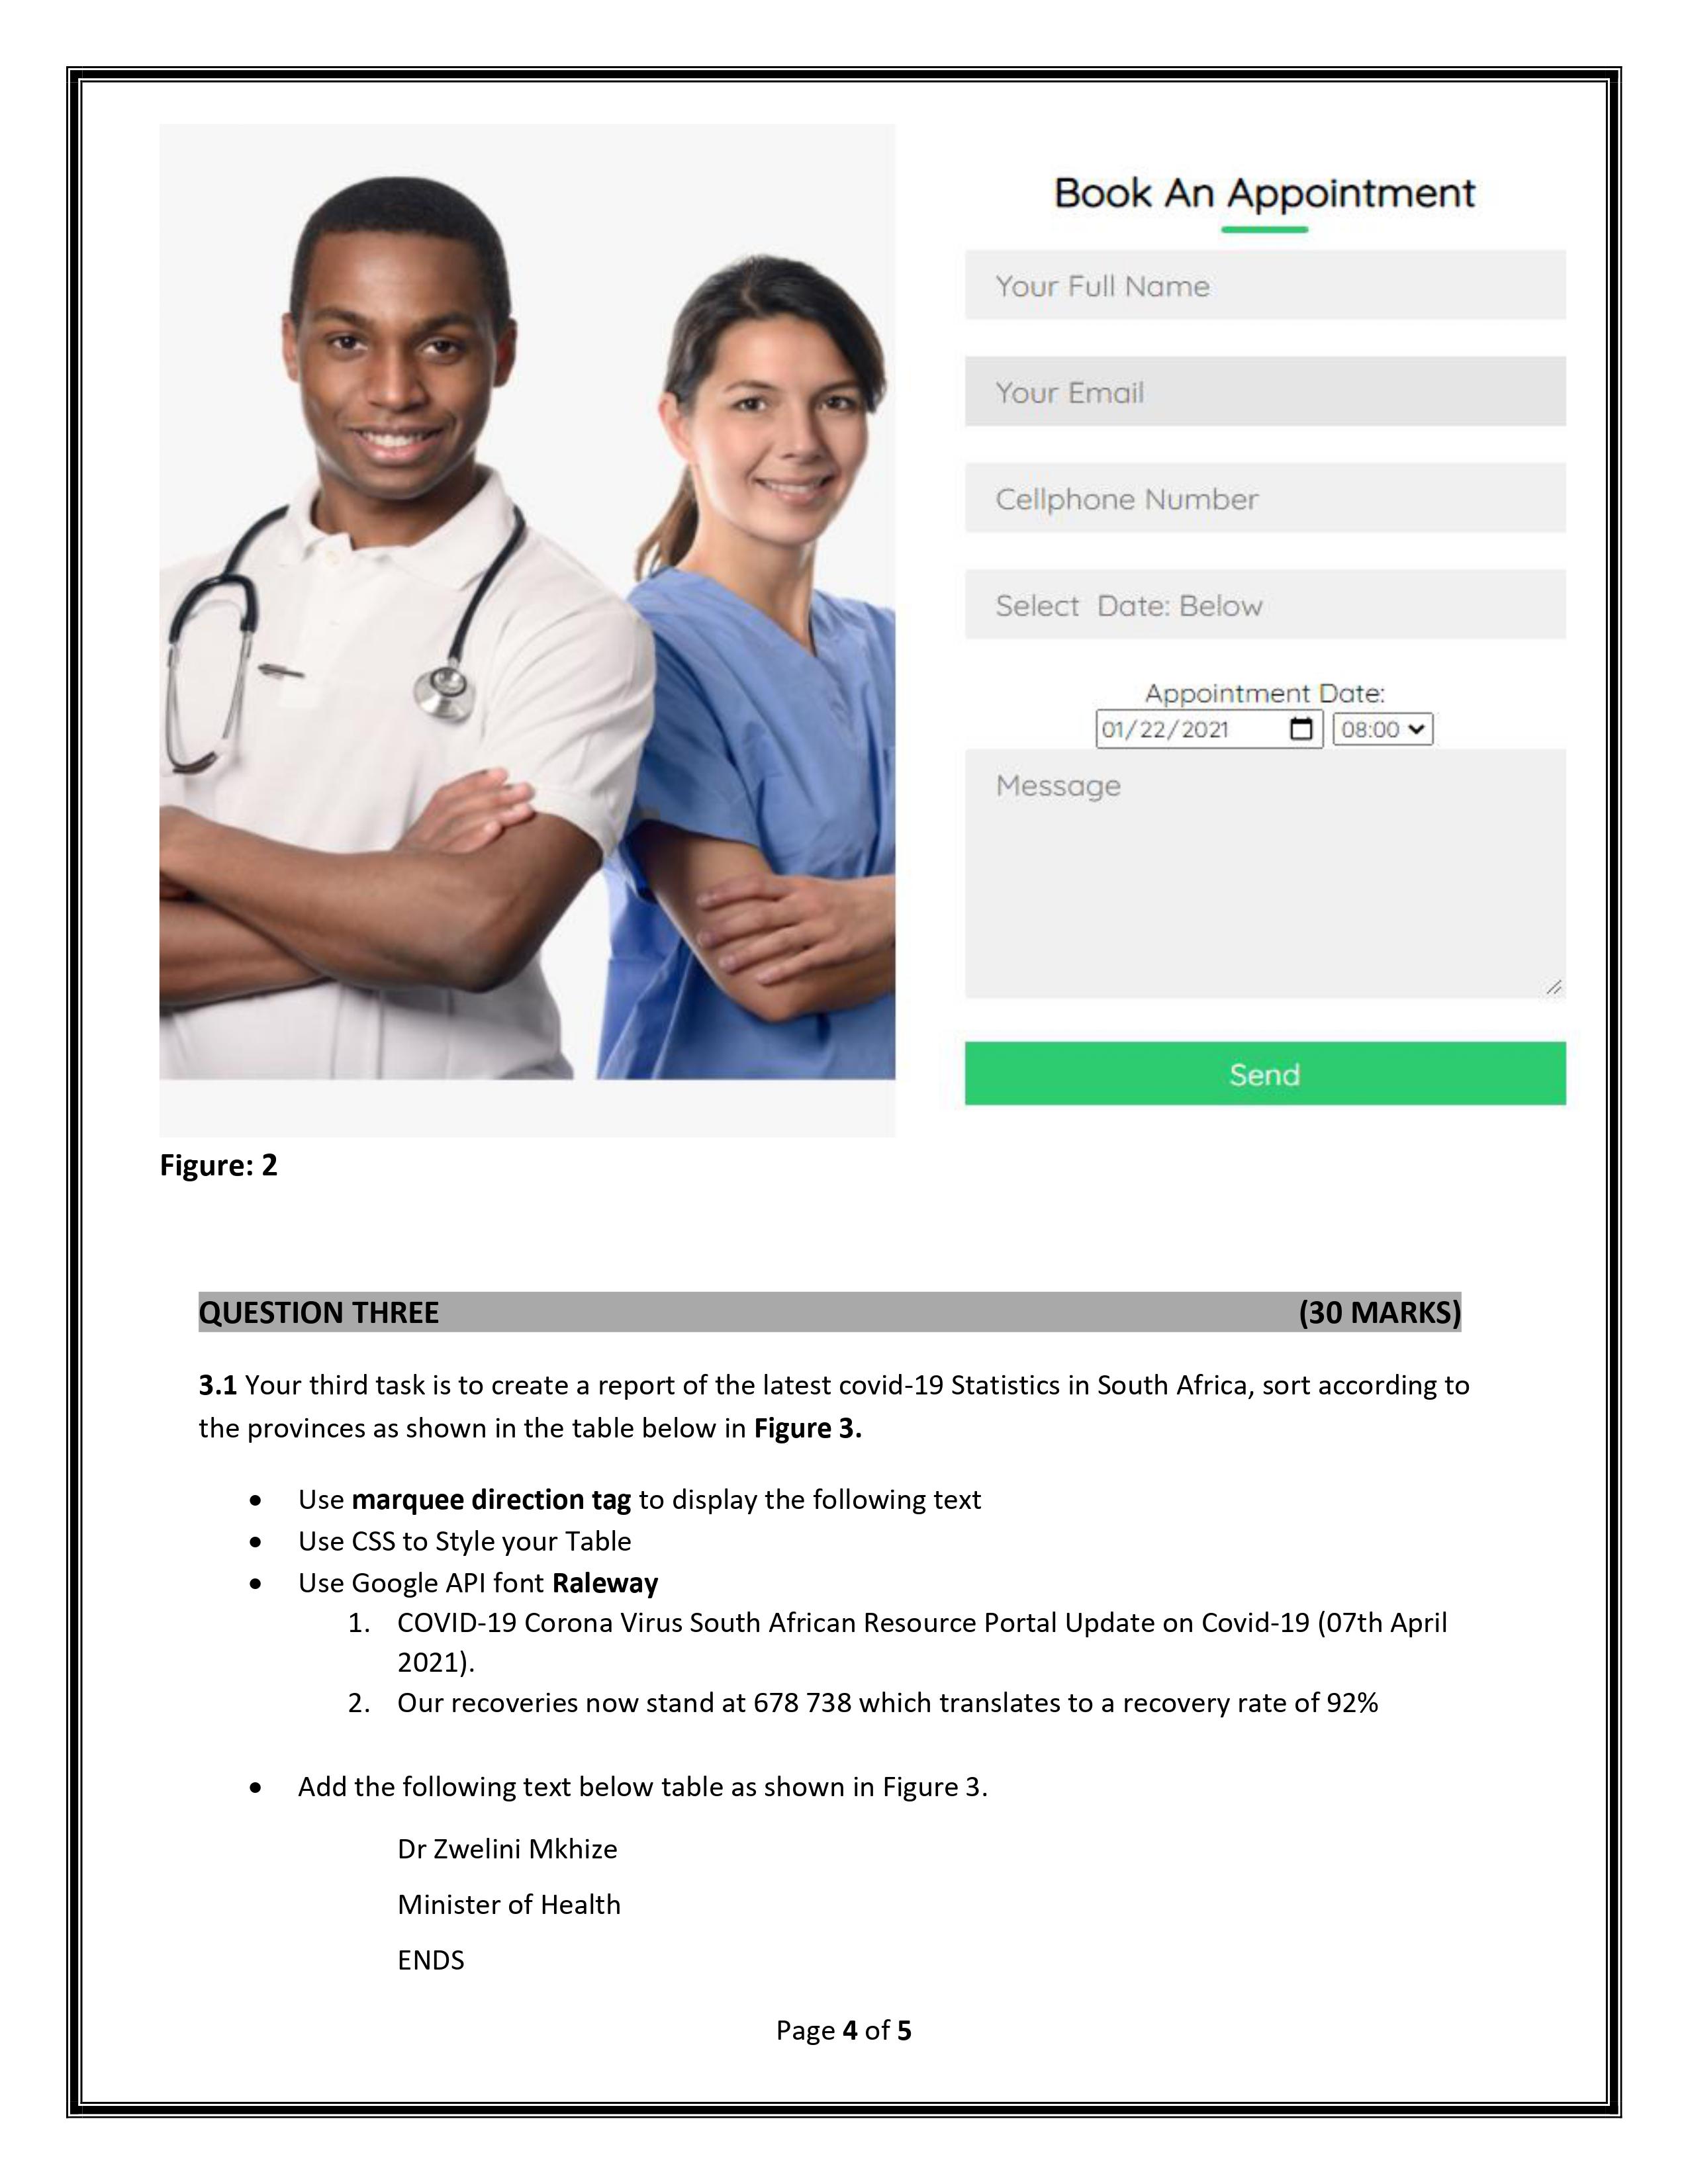 Book An Appointment
Your Full Name
Your Email
Cellphone Number
Select  Date: Below
Appointment Date:
01/22/2021 08:00
Message
Send
Figure: 2
QUESTION THREE (30 MARKS)
3.1 Your third task is to create a report of the latest covid-19 Statistics in South Africa, sort according to
the provinces as shown in the table below in Figure 3.
• Use marquee direction tag to display the following text
• Use CSS to Style your Table
• Use Google API font Raleway
1. COVID-19 Corona Virus South African Resource Portal Update on Covid-19 (07th April
2021).
2. Our recoveries now stand at 678 738 which translates to a recovery rate of 92%
• Add the following text below table as shown in Figure 3.
Dr Zwelini Mkhize
Minister of Health
ENDS
Page 4 of 5